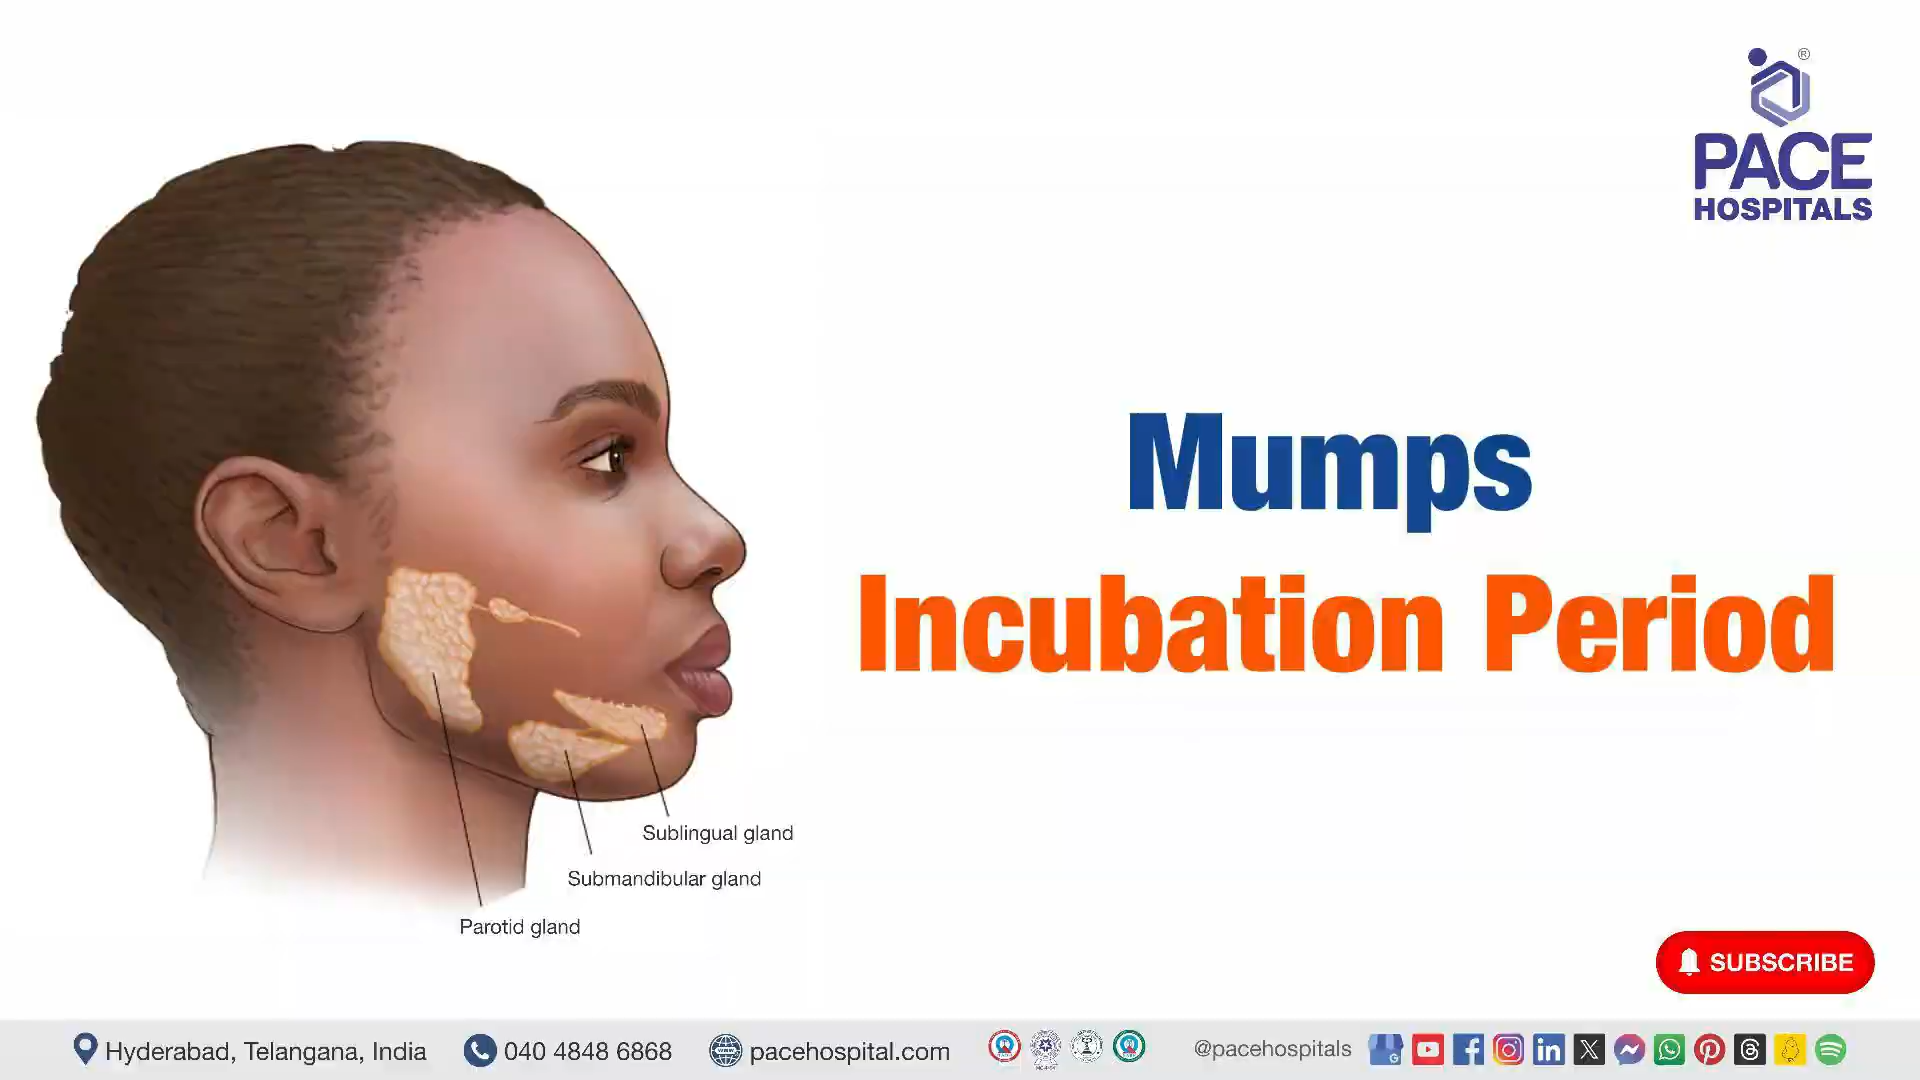 ®
PACE
HOSPITALS
Mumps
Incubation Period
Sublingual gland
Submandibular gland
Parotid gland
SUBSCRIBE
Hyderabad, Telangana, India 040 4848 6868 pacehospital.com @pacehospitals